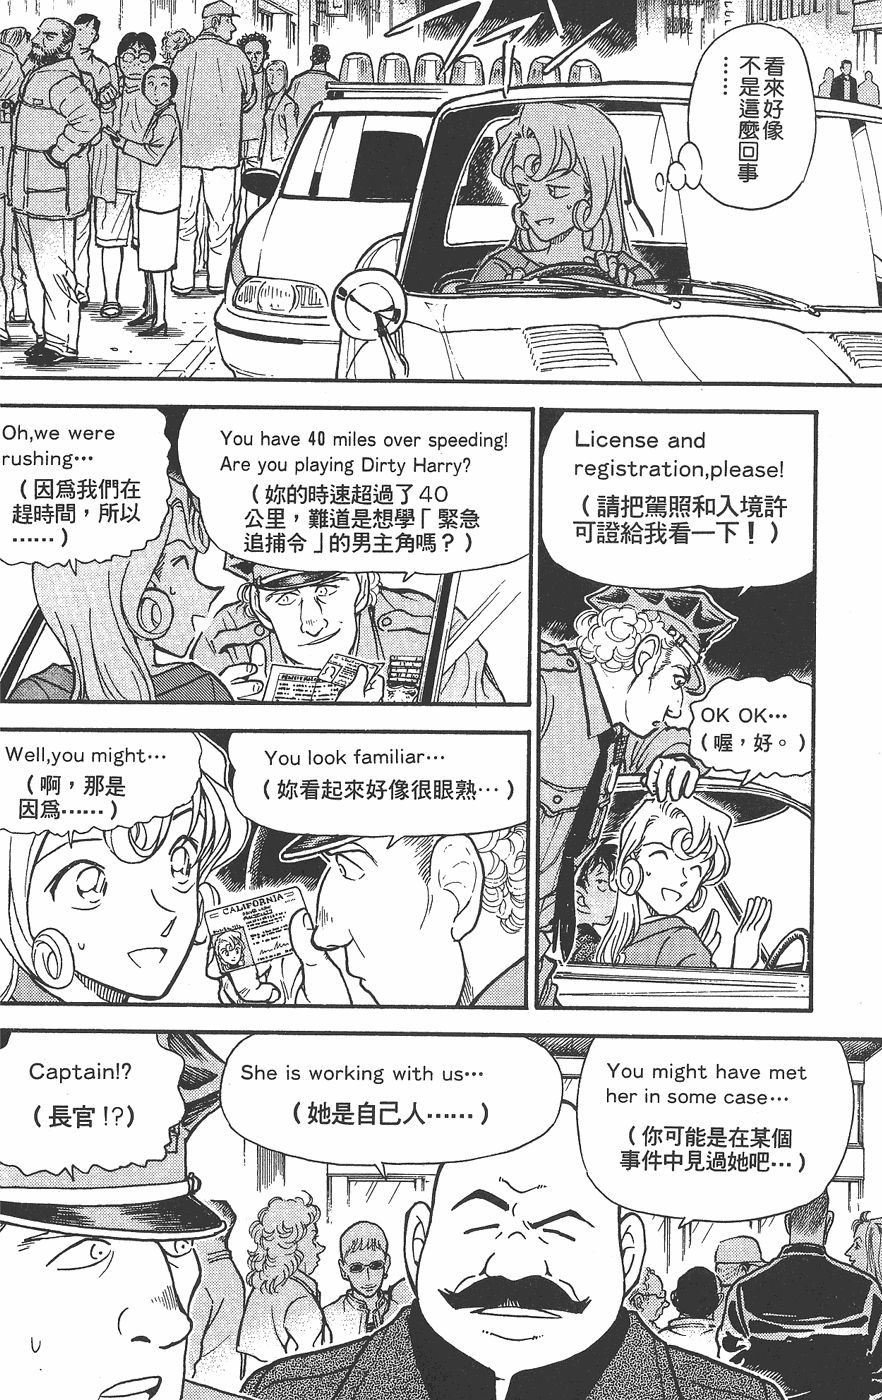 看來好像
不是這麼回事
……
License and
registration,please!
（請把駕照和入境許
可證給我看一下！）
OK OK…
（喔，好。）
You have 40 miles over speeding!
Are you playing Dirty Harry?
（妳的時速超過了４０
公里，難道是想學「緊急
追捕令」的男主角嗎？）
Oh,we were
rushing…
（因為我們在
趕時間，所以
……）
You look familiar…
（妳看起來好像很眼熟…）
CALIFORNIA
Well,you might…
（啊，那是
因為……）
You might have met
her in some case…
（你可能是在某個
事件中見過她吧…）
She is working with us…
（她是自己人……）
Captain!?
（長官!?）